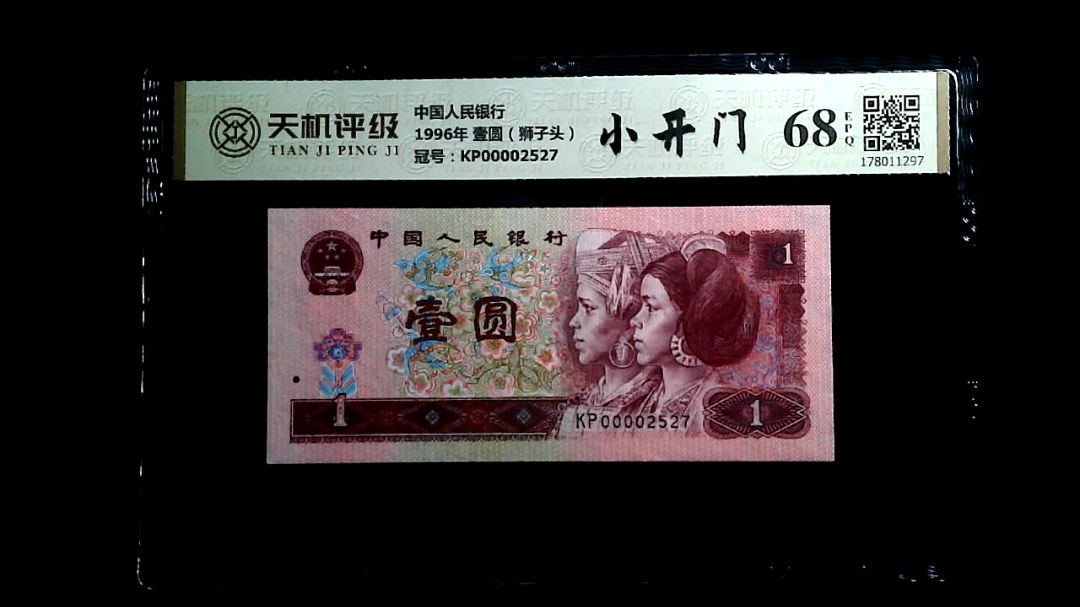 天机评级
TIAN JI PING JI
中国人民银行
1996年 壹圆（狮子头）
冠号：KP00002527
小开门
68
EPQ
178011297
中国人民银行
1
壹圆
1
KP00002527
1